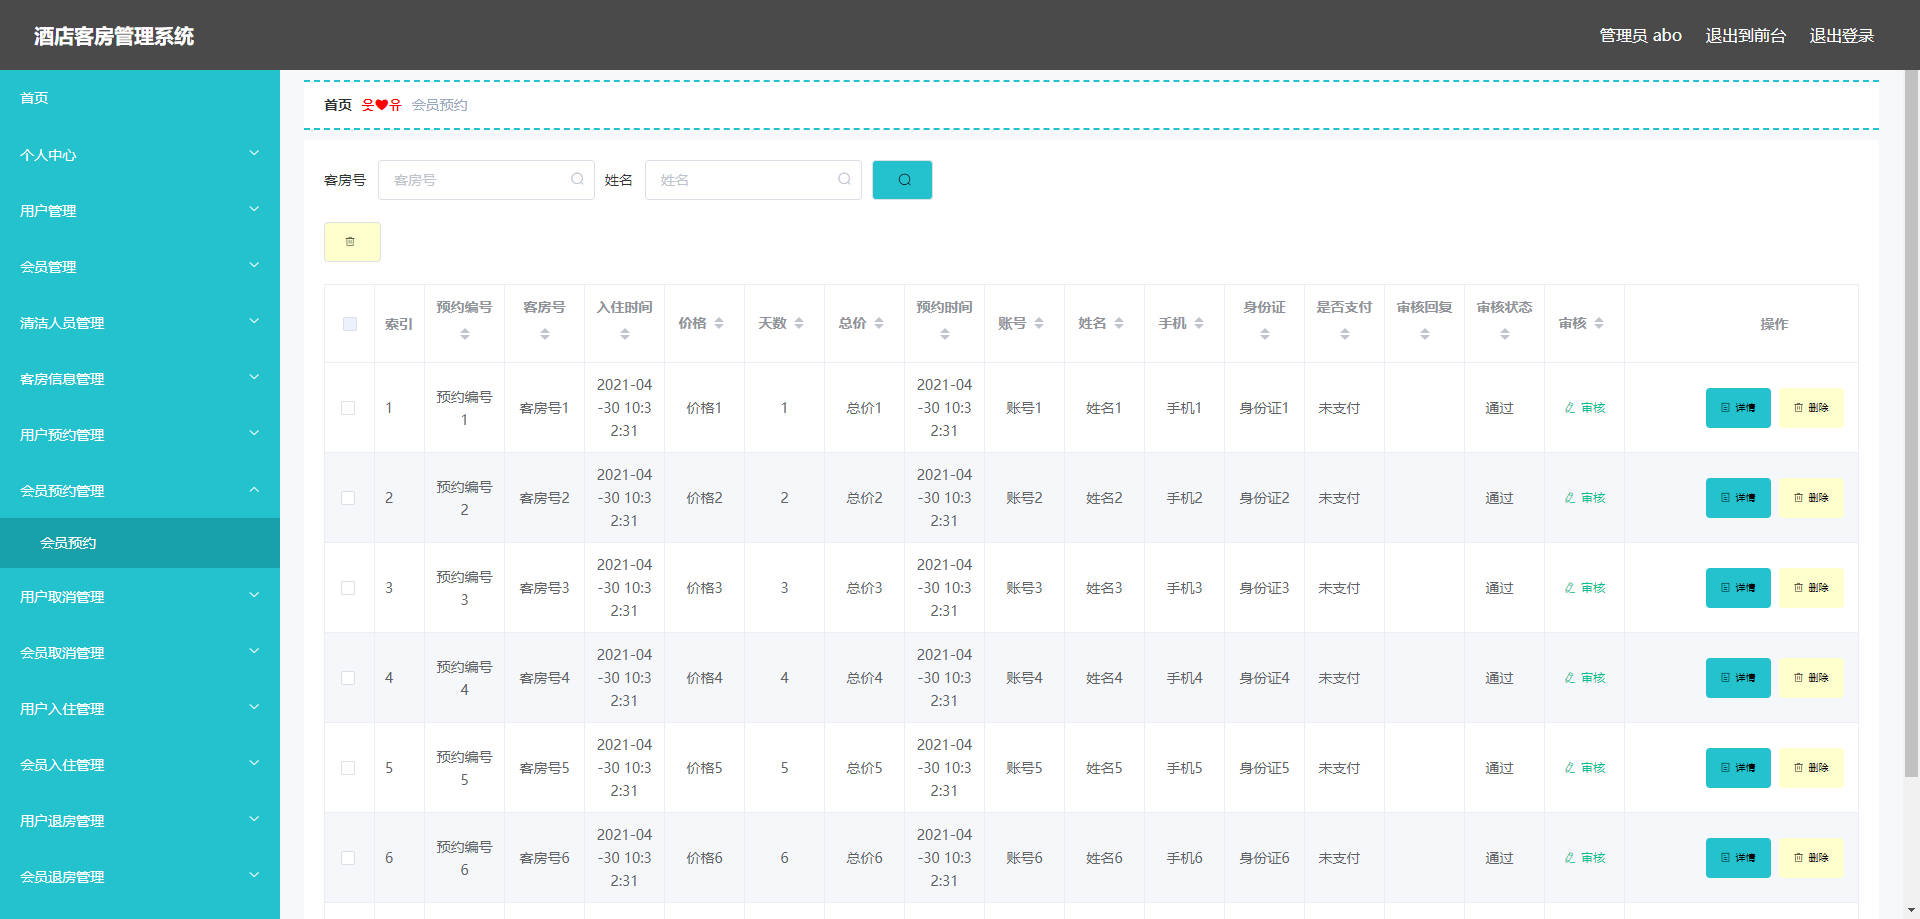 酒店客房管理系统
管理员 abo 退出到前台 退出登录
首页
个人中心
用户管理
会员管理
清洁人员管理
客房信息管理
用户预约管理
会员预约管理
会员预约
用户取消管理
会员取消管理
用户入住管理
会员入住管理
用户退房管理
会员退房管理
首页 웃❤유 会员预约
客房号 客房号 姓名 姓名
索引 预约编号 客房号 入住时间 价格 天数 总价 预约时间 账号 姓名 手机 身份证 是否支付 审核回复 审核状态 审核 操作
1 预约编号1 客房号1 2021-04-30 10:32:31 价格1 1 总价1 2021-04-30 10:32:31 账号1 姓名1 手机1 身份证1 未支付 通过 审核 详情 删除
2 预约编号2 客房号2 2021-04-30 10:32:31 价格2 2 总价2 2021-04-30 10:32:31 账号2 姓名2 手机2 身份证2 未支付 通过 审核 详情 删除
3 预约编号3 客房号3 2021-04-30 10:32:31 价格3 3 总价3 2021-04-30 10:32:31 账号3 姓名3 手机3 身份证3 未支付 通过 审核 详情 删除
4 预约编号4 客房号4 2021-04-30 10:32:31 价格4 4 总价4 2021-04-30 10:32:31 账号4 姓名4 手机4 身份证4 未支付 通过 审核 详情 删除
5 预约编号5 客房号5 2021-04-30 10:32:31 价格5 5 总价5 2021-04-30 10:32:31 账号5 姓名5 手机5 身份证5 未支付 通过 审核 详情 删除
6 预约编号6 客房号6 2021-04-30 10:32:31 价格6 6 总价6 2021-04-30 10:32:31 账号6 姓名6 手机6 身份证6 未支付 通过 审核 详情 删除